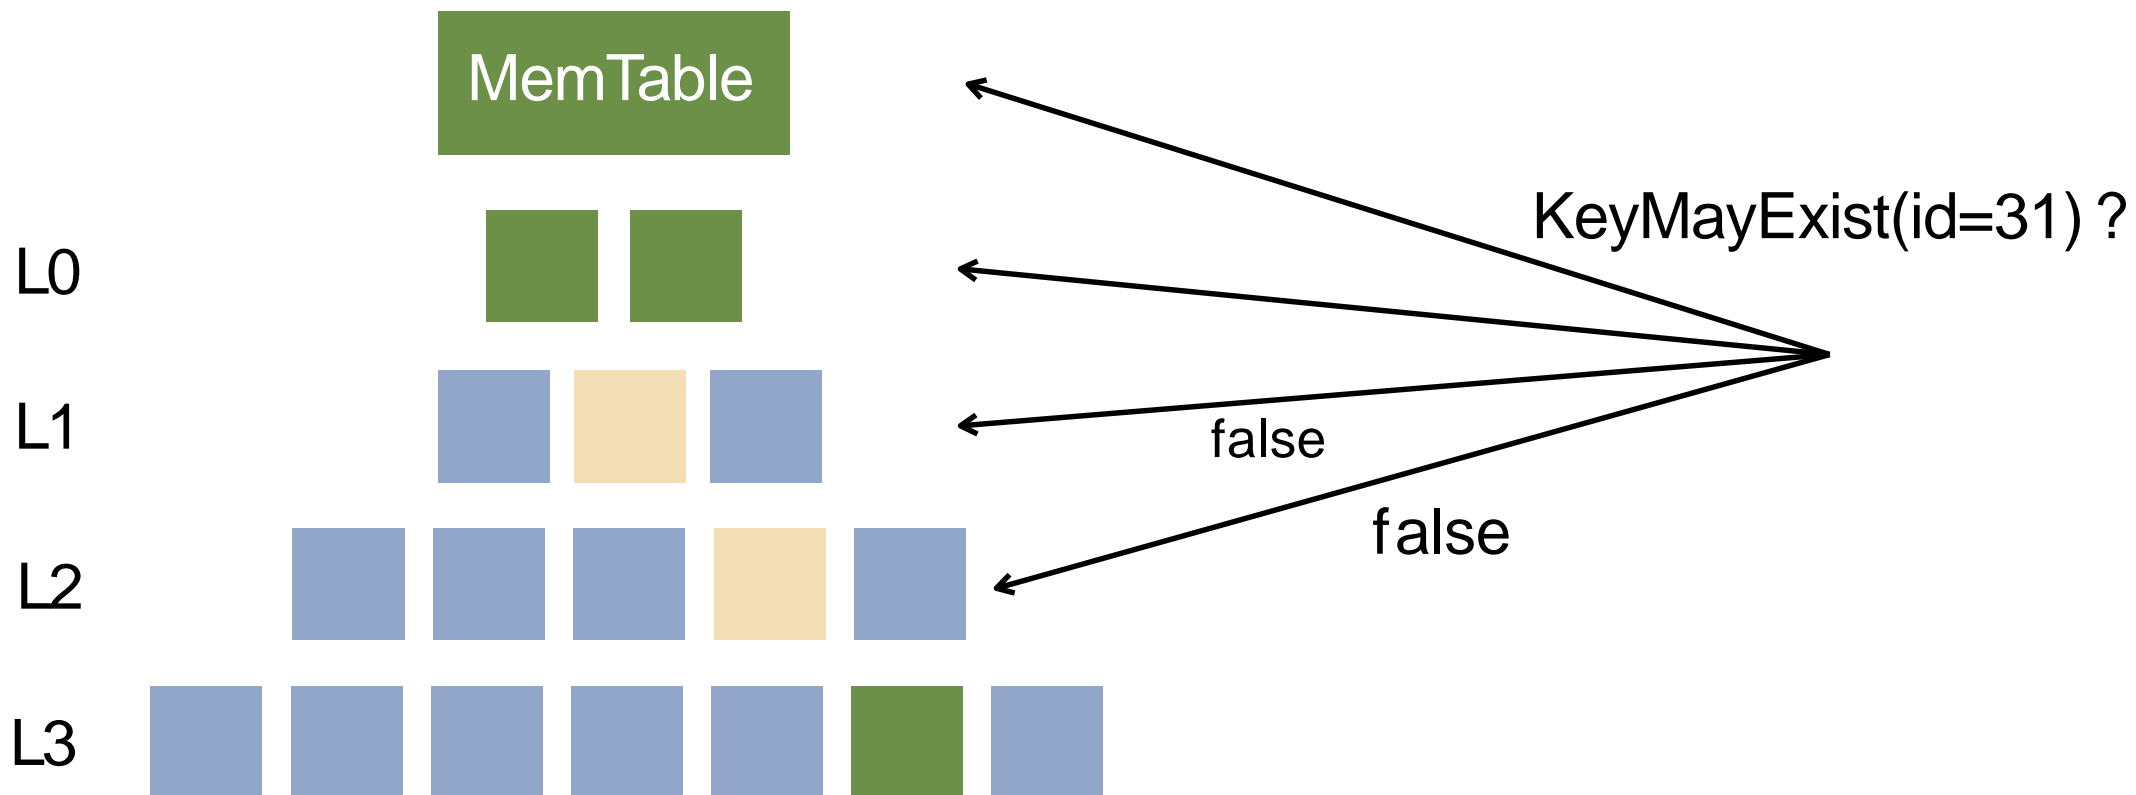 MemTable
KeyMayExist(id=31) ?
L0
L1
false
false
L2
L3